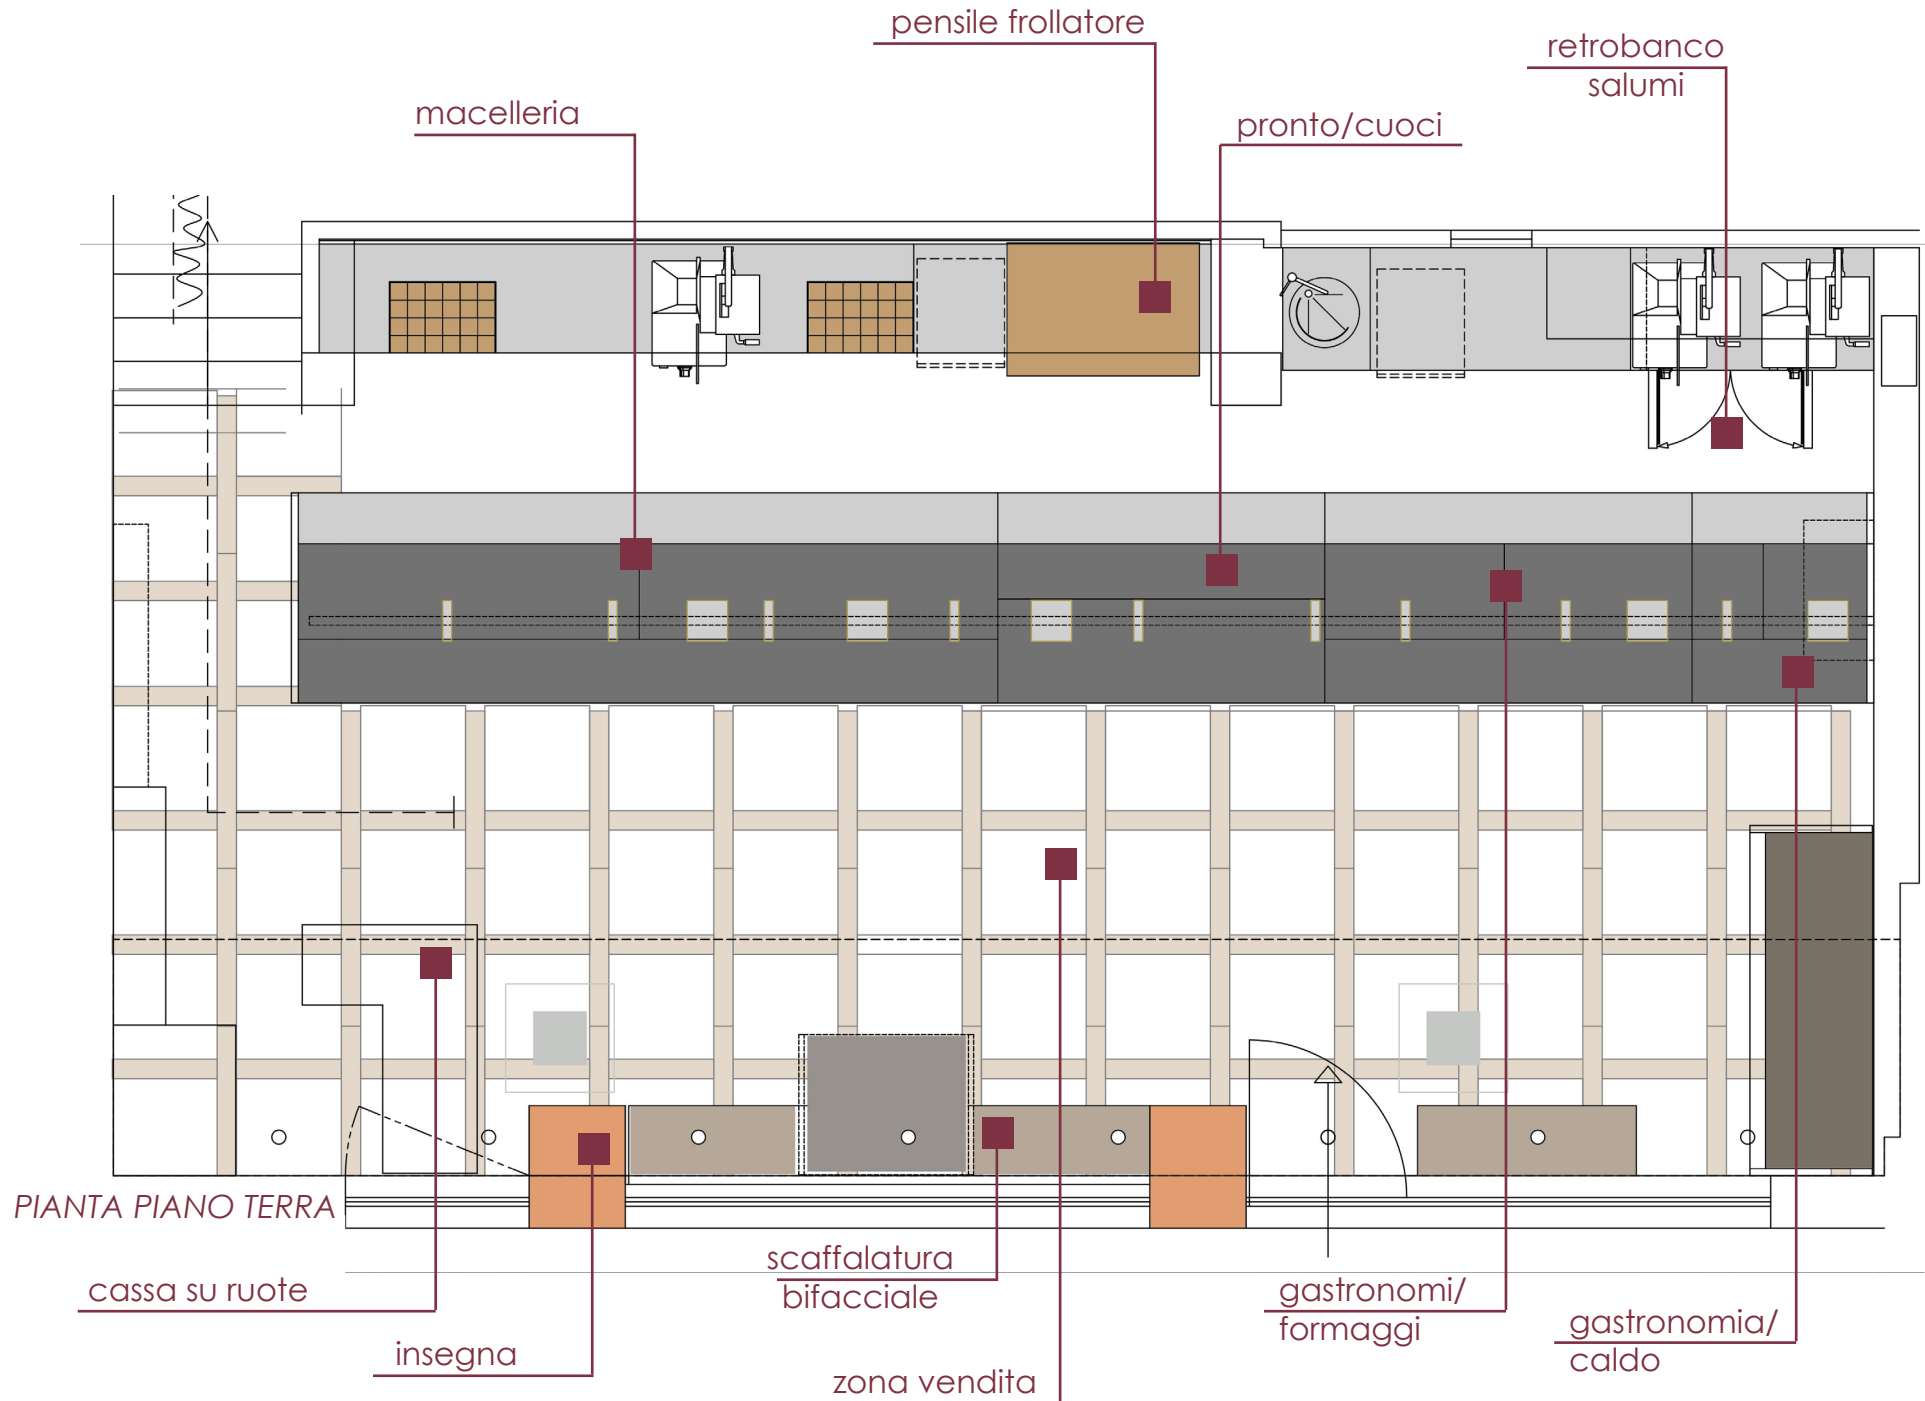 pensile frollatore
retrobanco
salumi
macelleria
pronto/cuoci
PIANTA PIANO TERRA
cassa su ruote
scaffalatura
bifacciale
gastronomi/
formaggi
gastronomia/
caldo
insegna
zona vendita